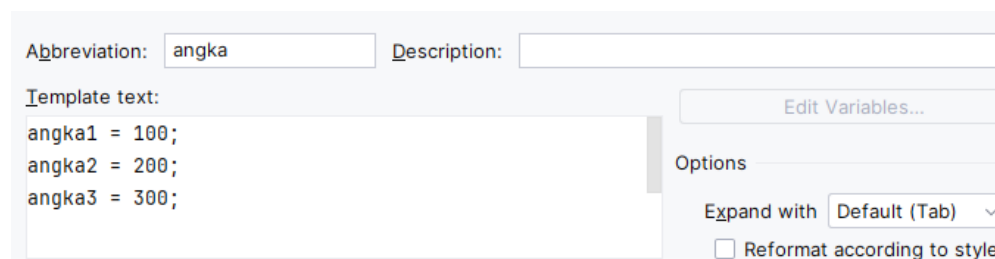 Abbreviation: angka Description:
Template text:
Edit Variables...
angka1 = 100;
angka2 = 200;
Options
angka3 = 300;
Expand with Default (Tab)
Reformat according to style